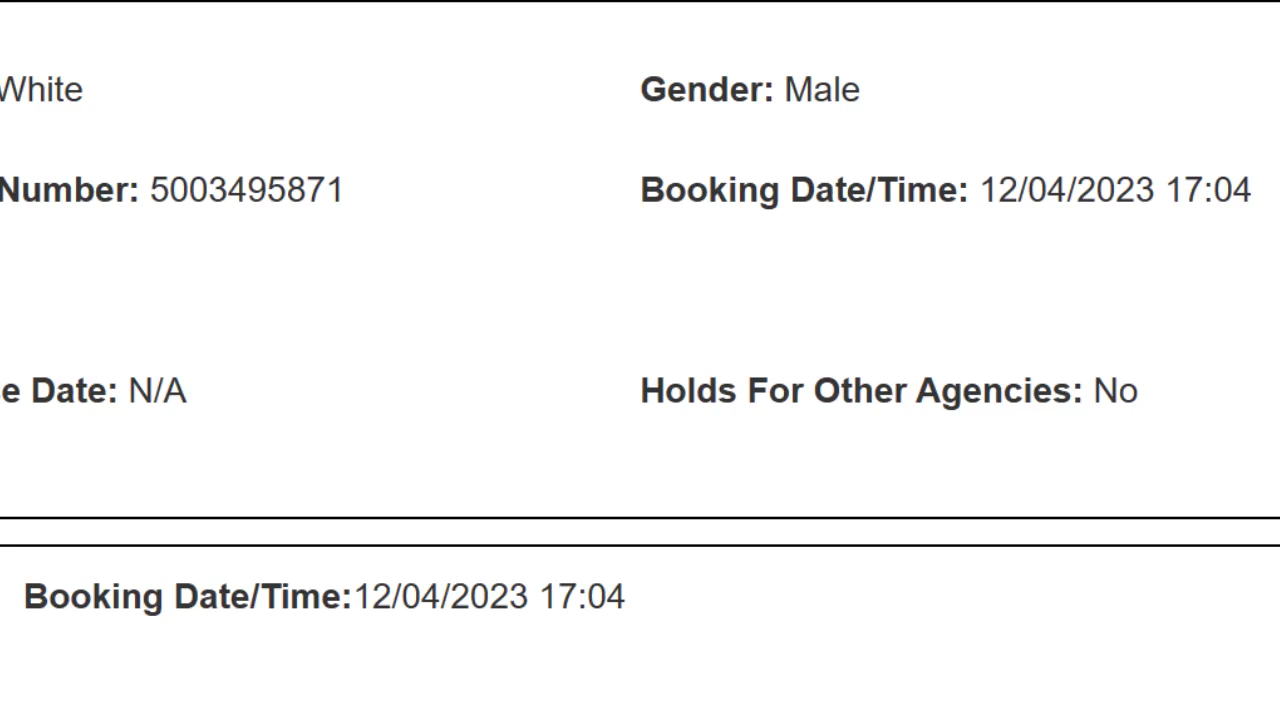 White Gender: Male
Number: 5003495871 Booking Date/Time: 12/04/2023 17:04
e Date: N/A Holds For Other Agencies: No
Booking Date/Time:12/04/2023 17:04